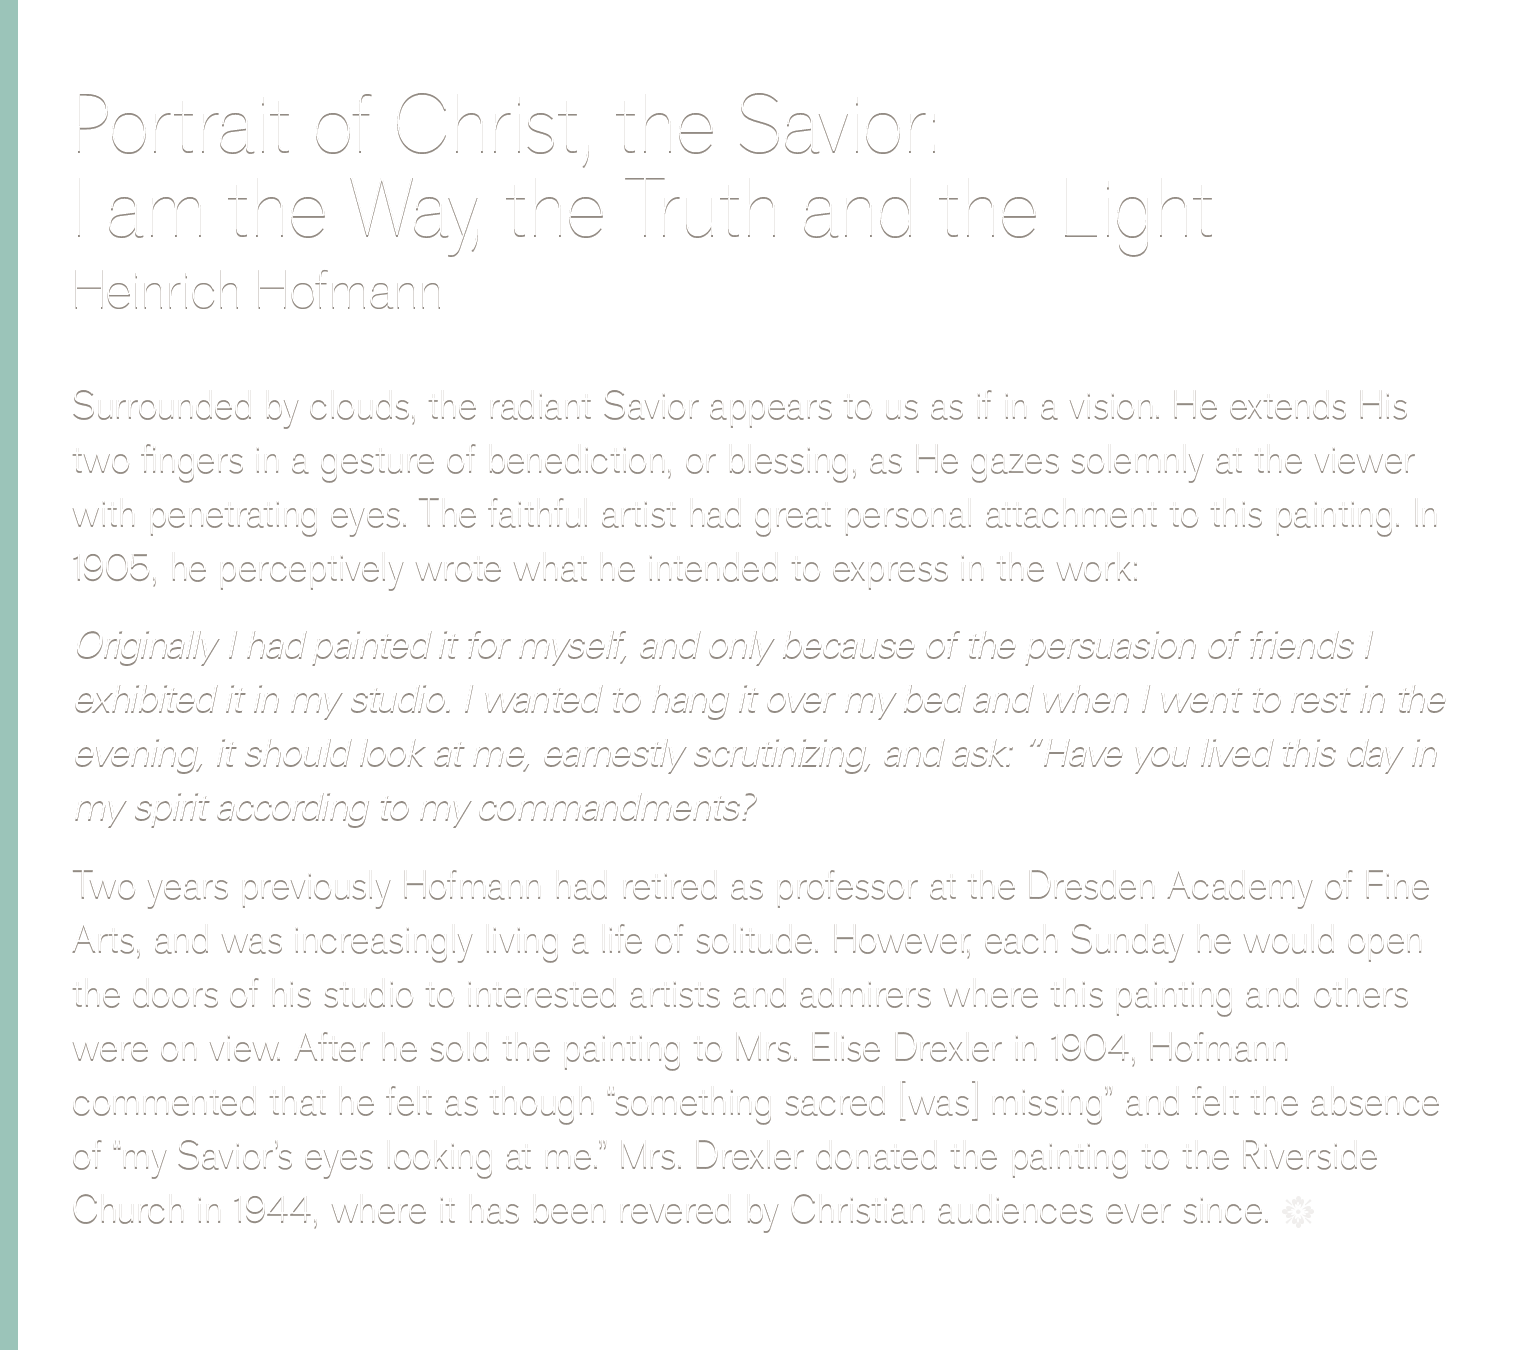 Portrait of Christ, the Savior:
I am the Way, the Truth and the Light
Heinrich Hofmann
Surrounded by clouds, the radiant Savior appears to us as if in a vision. He extends His
two fingers in a gesture of benediction, or blessing, as He gazes solemnly at the viewer
with penetrating eyes. The faithful artist had great personal attachment to this painting. In
1905, he perceptively wrote what he intended to express in the work:
Originally I had painted it for myself, and only because of the persuasion of friends I
exhibited it in my studio. I wanted to hang it over my bed and when I went to rest in the
evening, it should look at me, earnestly scrutinizing, and ask: “Have you lived this day in
my spirit according to my commandments?
Two years previously Hofmann had retired as professor at the Dresden Academy of Fine
Arts, and was increasingly living a life of solitude. However, each Sunday he would open
the doors of his studio to interested artists and admirers where this painting and others
were on view. After he sold the painting to Mrs. Elise Drexler in 1904, Hofmann
commented that he felt as though “something sacred [was] missing” and felt the absence
of “my Savior’s eyes looking at me.” Mrs. Drexler donated the painting to the Riverside
Church in 1944, where it has been revered by Christian audiences ever since.